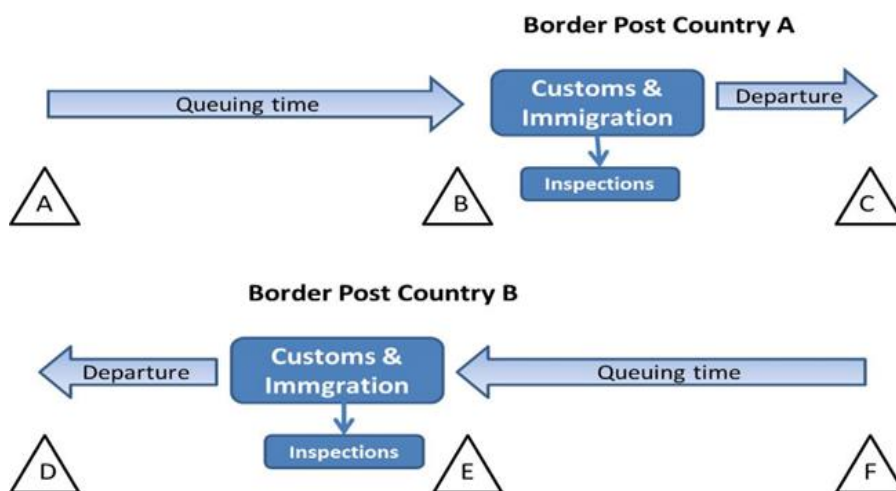 Border Post Country A
Queuing time
Customs &
Immigration
Departure
Inspections
A
B
C
Border Post Country B
Departure
Customs &
Immgration
Queuing time
Inspections
D
E
F